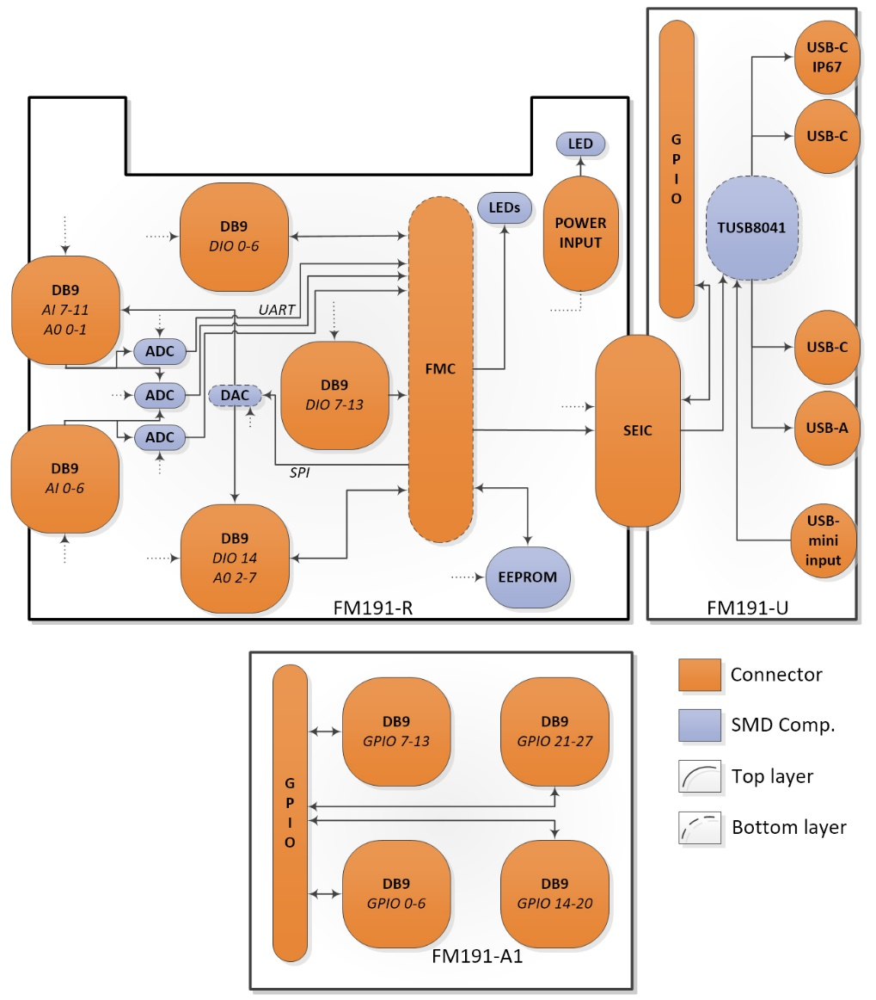 USB-C
IP67
USB-C
G
P
I
O
TUSB8041
USB-C
USB-A
USB-
mini
input
FM191-U
LED
POWER
INPUT
LEDs
DB9
DIO 0-6
DB9
AI 7-11
A0 0-1
UART
ADC
ADC
ADC
DAC
DB9
DIO 7-13
FMC
SEIC
SPI
DB9
AI 0-6
DB9
DIO 14
A0 2-7
EEPROM
FM191-R
G
P
I
O
DB9
GPIO 7-13
DB9
GPIO 21-27
DB9
GPIO 0-6
DB9
GPIO 14-20
FM191-A1
Connector
SMD Comp.
Top layer
Bottom layer